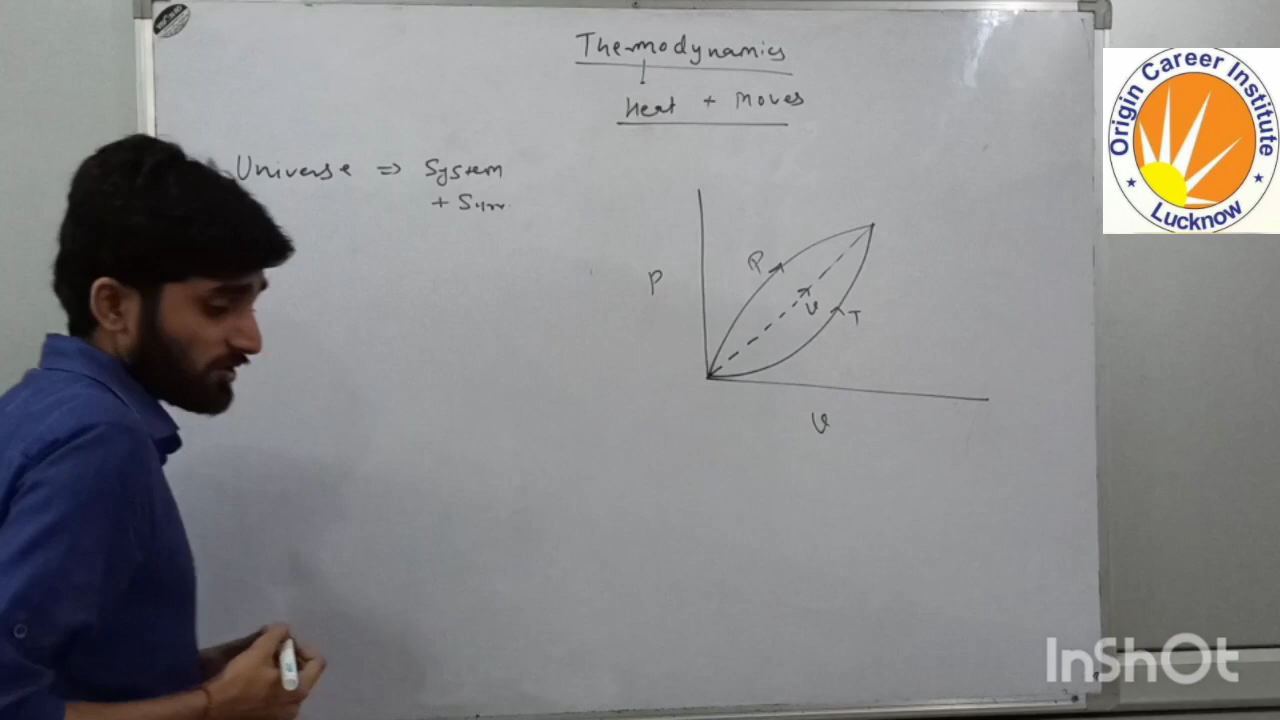 Thermodynamics
Heat + Moves
Universe => System
+ Surr.
P
P
V
T
V
Origin Career Institute
Lucknow
InShOt